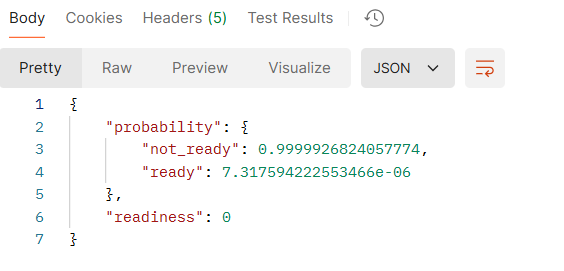 Body Cookies Headers (5) Test Results
Pretty Raw Preview Visualize JSON
1 {
2 "probability": {
3 "not_ready": 0.9999926824057774,
4 "ready": 7.317594222553466e-06
5 },
6 "readiness": 0
7 }